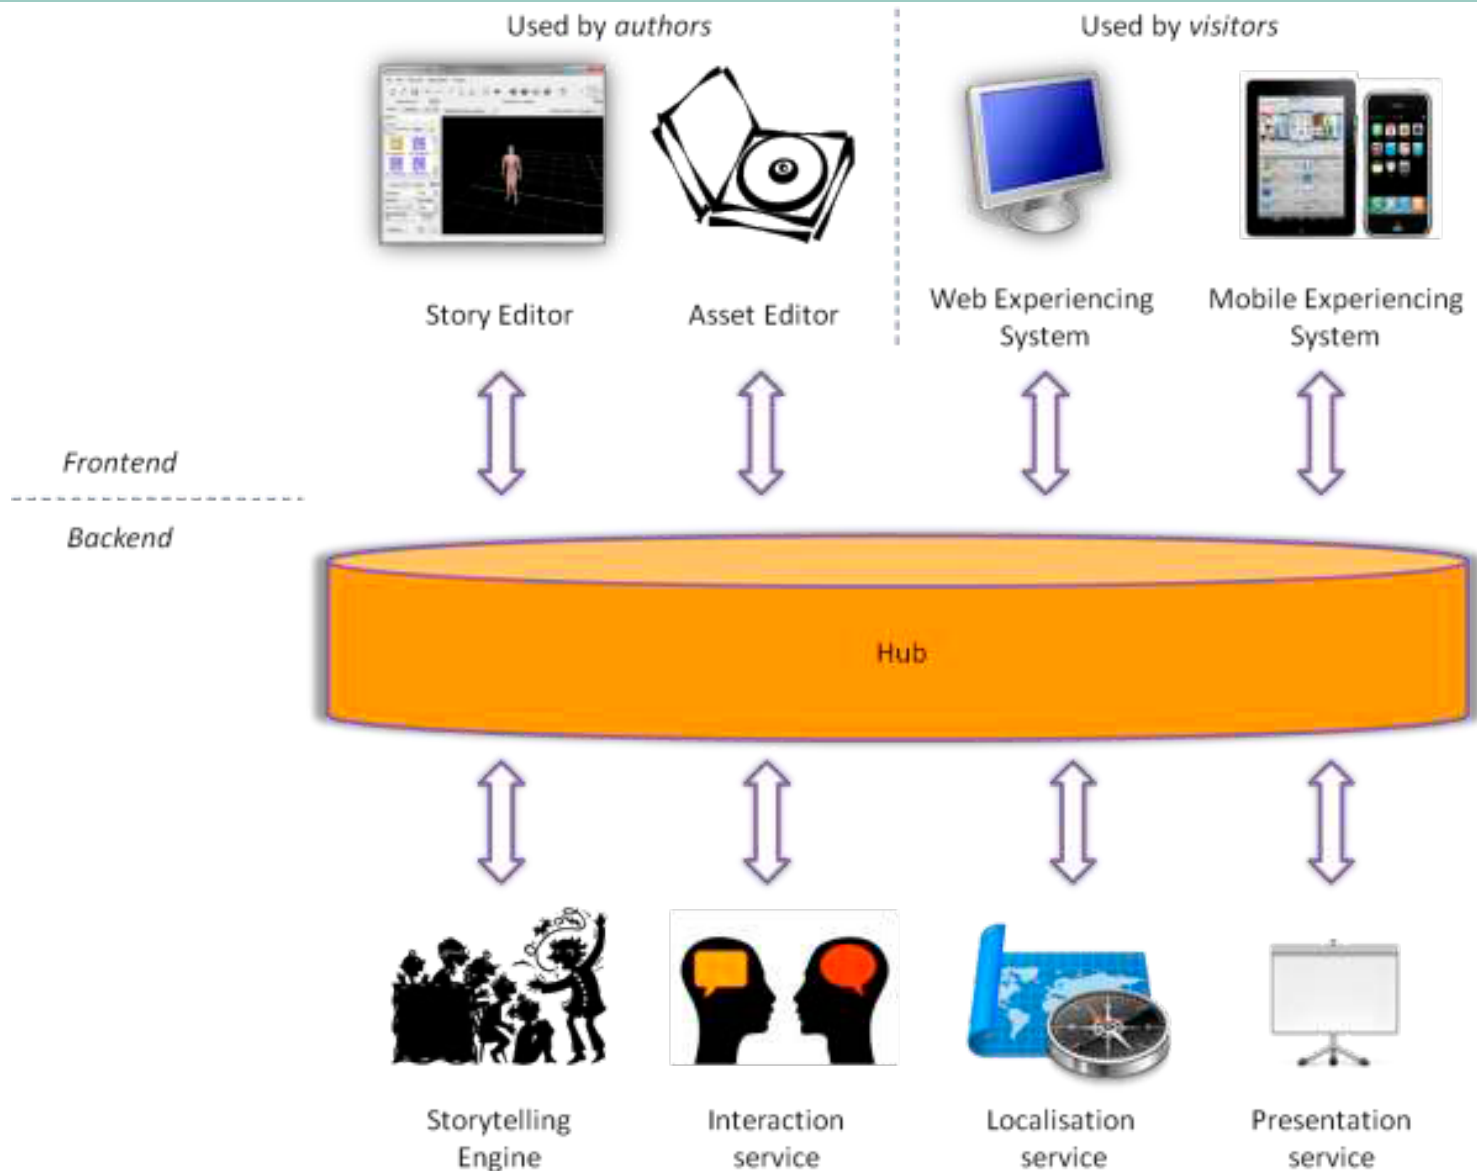 Used by authors
Used by visitors
Story Editor
Asset Editor
Web Experiencing
System
Mobile Experiencing
System
Frontend
Backend
Hub
Storytelling
Engine
Interaction
service
Localisation
service
Presentation
service